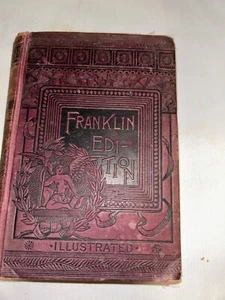 FRANKLIN
EDI-
TION
ILLUSTRATED